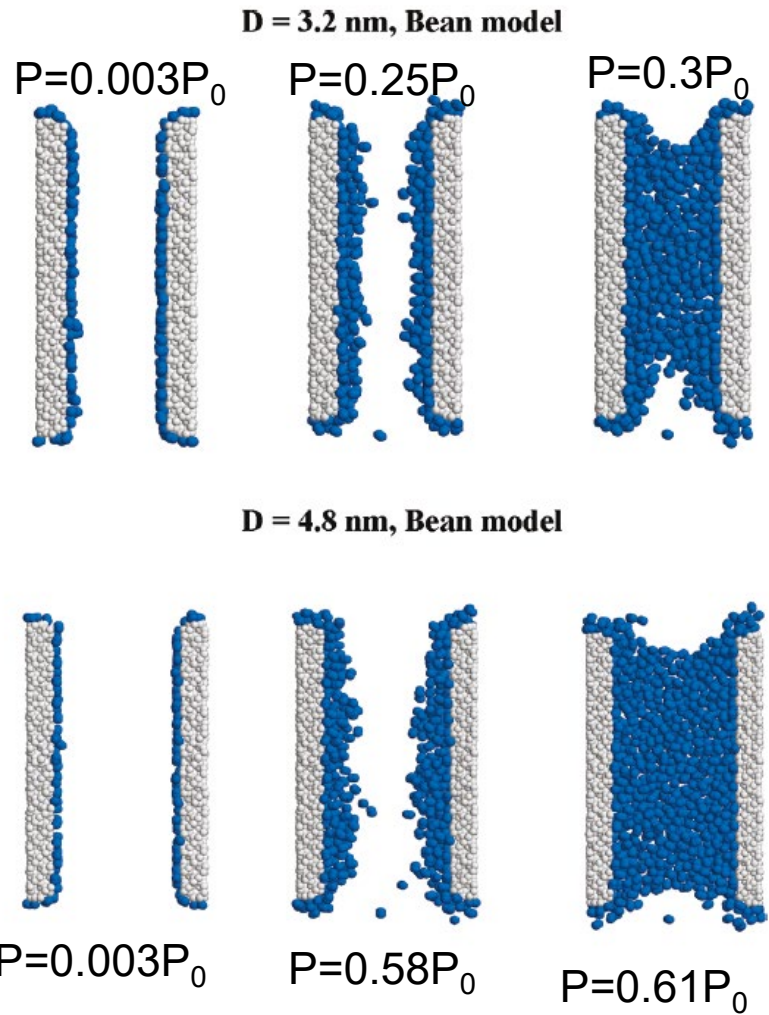 D = 3.2 nm, Bean model
P=0.003P₀ P=0.25P₀ P=0.3P₀
D = 4.8 nm, Bean model
P=0.003P₀ P=0.58P₀ P=0.61P₀